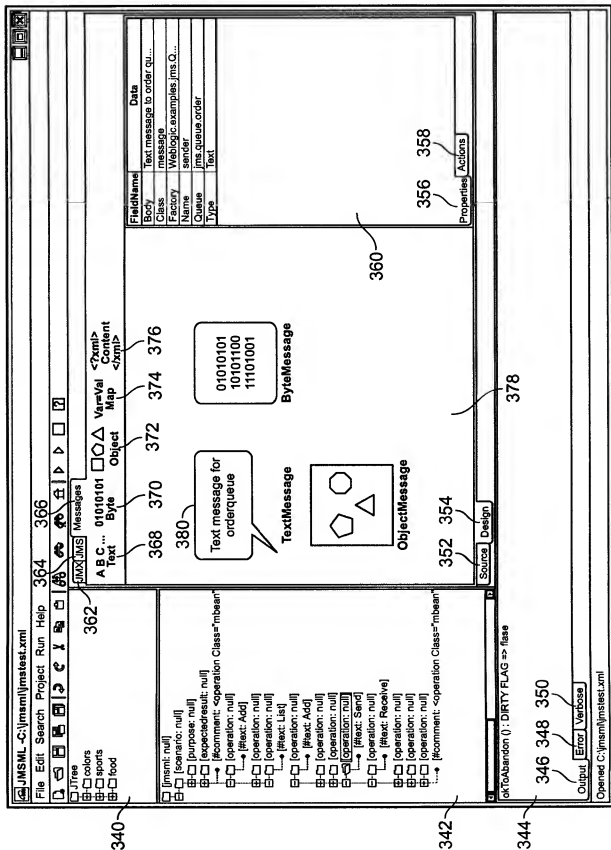 JMSML -C:\jmsml\jmstest.xml
File Edit Search Project Run Help
JTree
colors
sports
food
340
[jmsml: null]
[scenario: null]
[purpose: null]
[expectedresult: null]
[#comment: <operation Class="mbean"
[operation: null]
[#text: Add]
[operation: null]
[operation: null]
[#text: List]
[operation: null]
[#text: Add]
[operation: null]
[operation: null]
[operation: null]
[#text: Send]
[operation: null]
[#text: Receive]
[operation: null]
[operation: null]
[operation: null]
[#comment: <operation Class="mbean"
342
362
364
366
JMX JMS Messages
A B C ... 01010101 Var=Val <?xml>
Text Byte Object Map Content
</xml>
368 370 372 374 376
380
Text message for
orderqueue
TextMessage
01010101
10101100
11101001
ByteMessage
ObjectMessage
378
352 354
Source Design
FieldName Data
Body Text message to order qu...
Class message
Factory Weblogic.examples.jms.Q...
Name sender
Queue jms.queue.order
Type Text
360
356 358
Properties Actions
okToAbandon () : DIRTY FLAG => flase
344
346 348 350
Output Error Verbose
Opened C:\jmsml\jmstest.xml